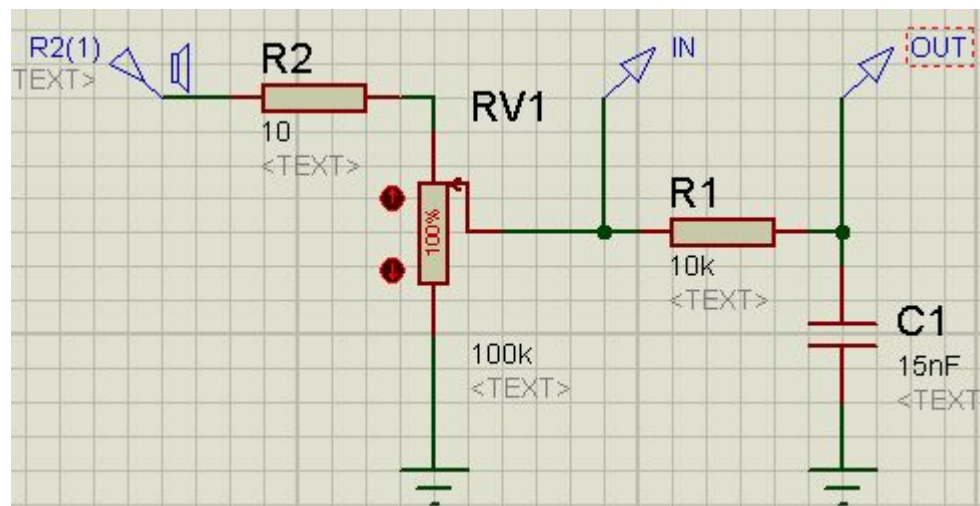 R2(1)
TEXT>
R2
10
<TEXT>
RV1
100%
100k
<TEXT>
IN
R1
10k
<TEXT>
OUT
C1
15nF
<TEXT